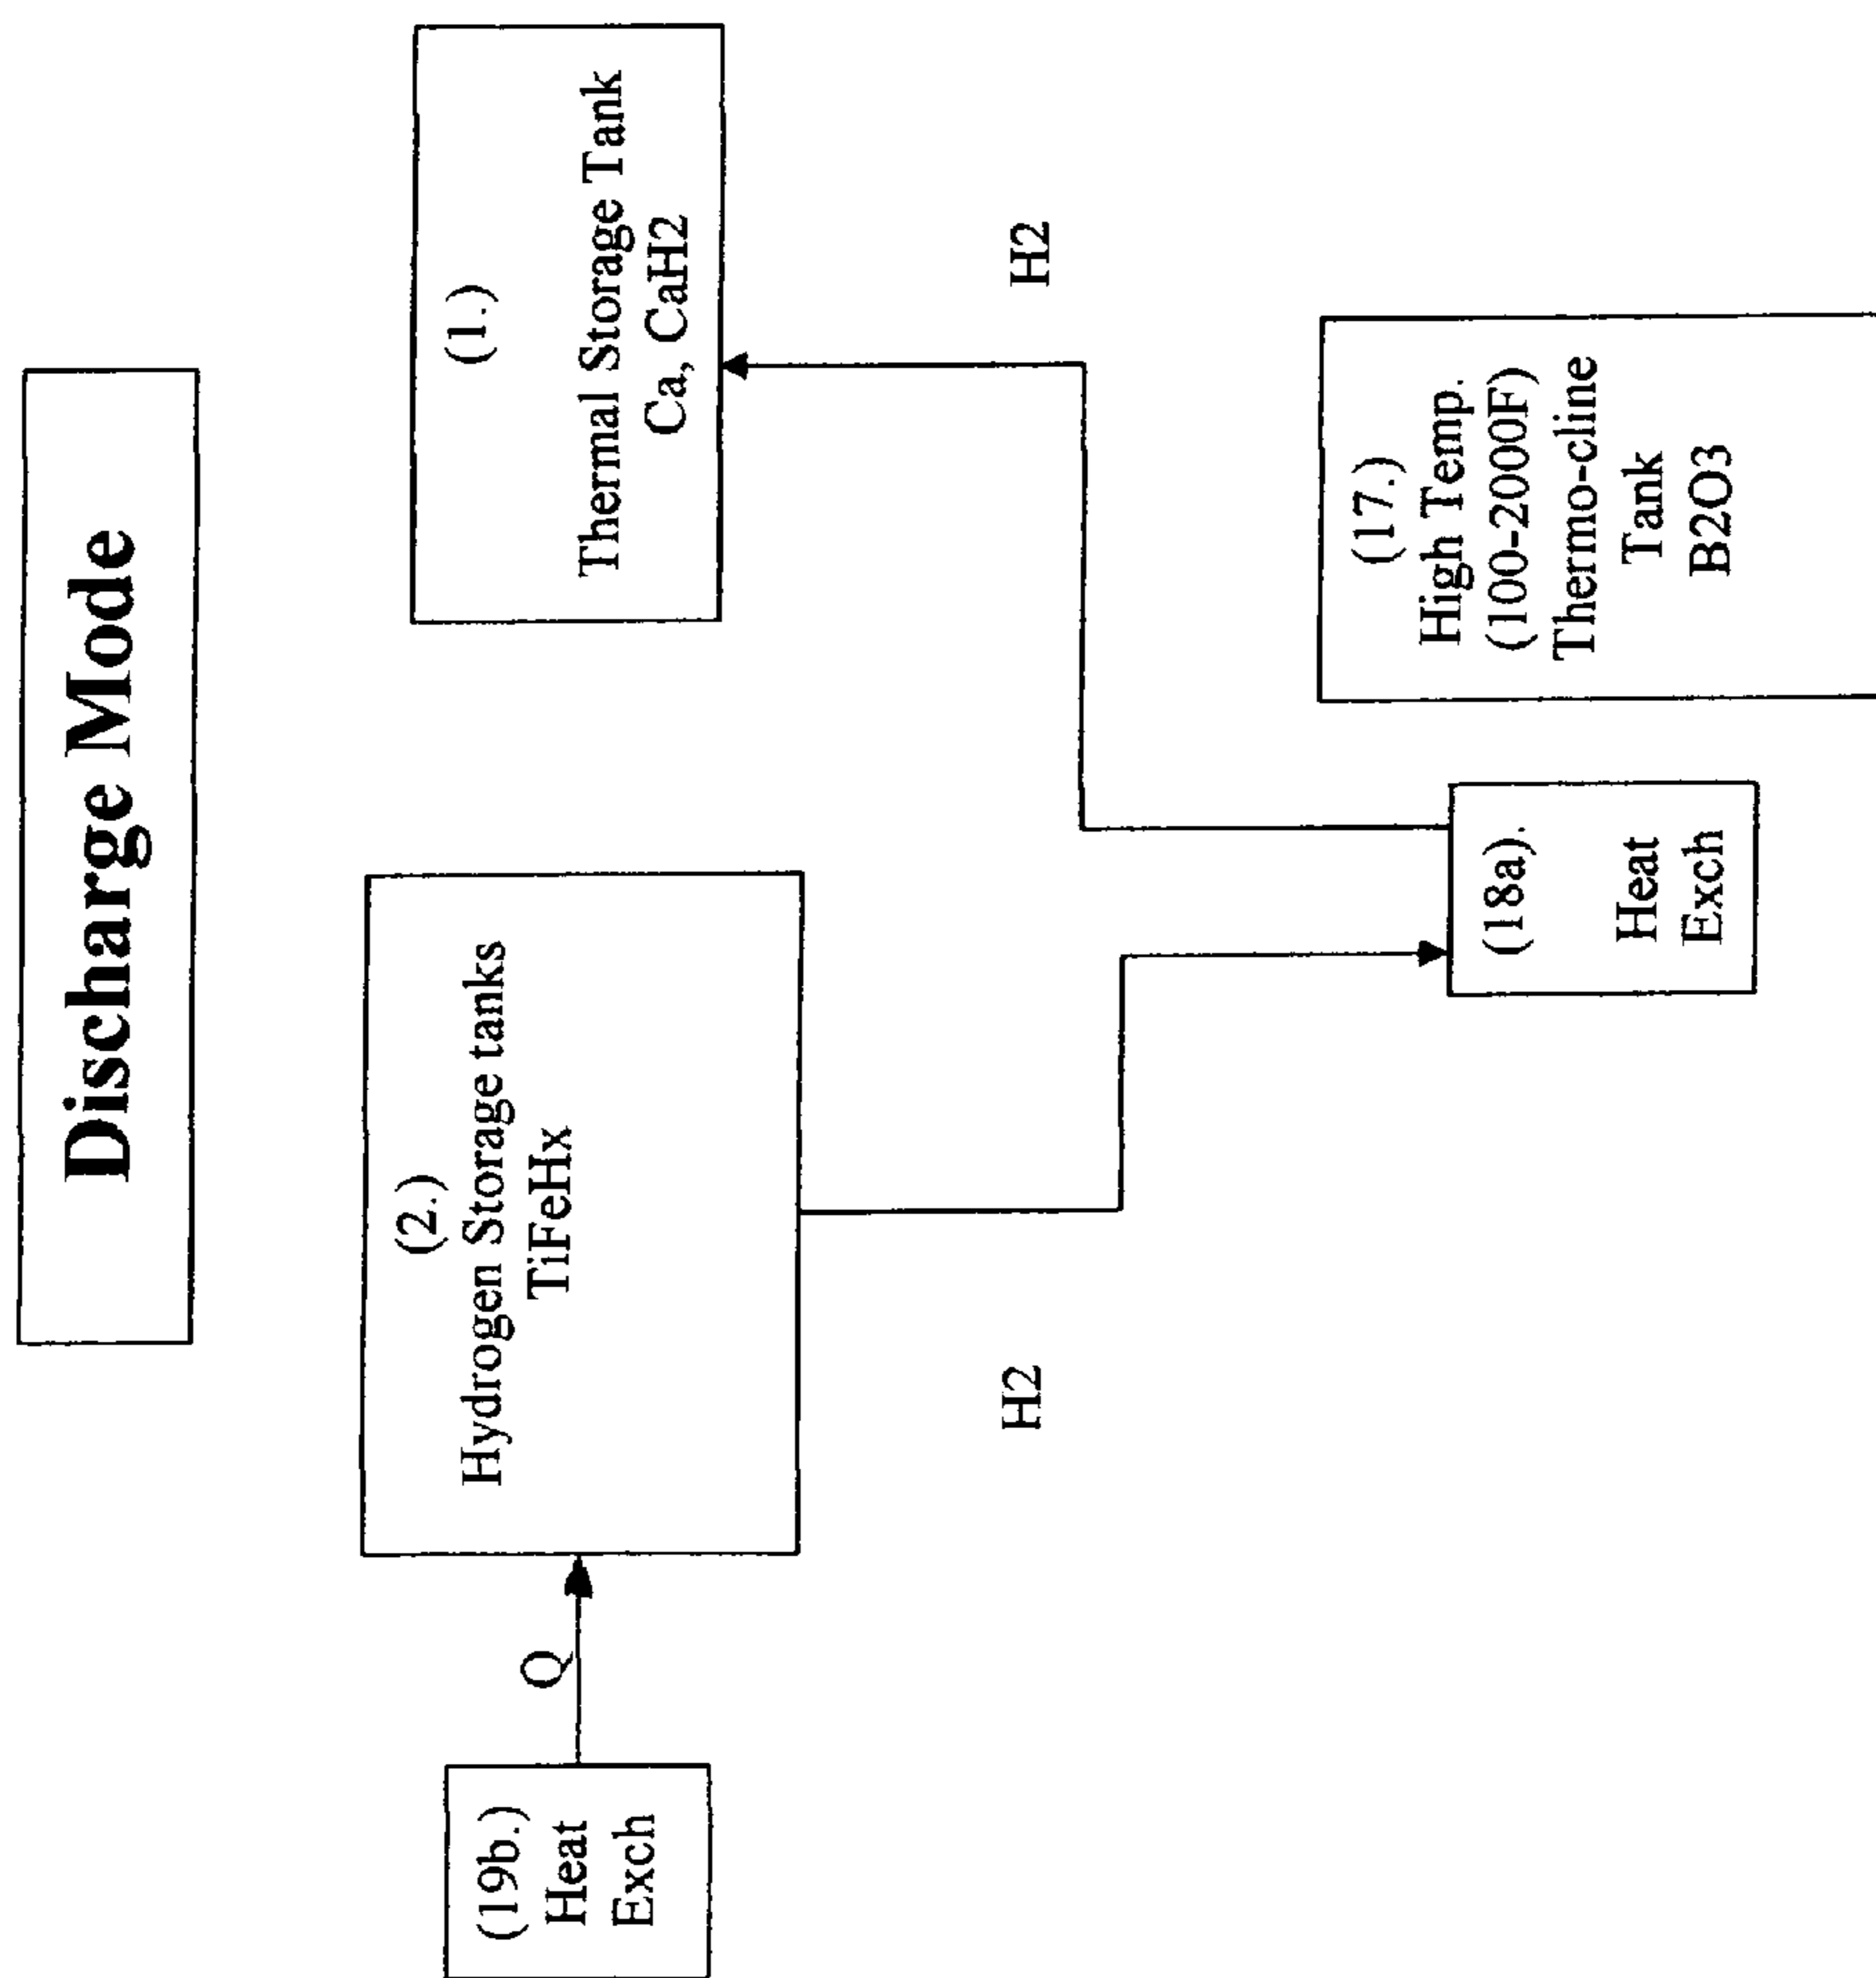 Discharge Mode
(19b.)
Heat
Exch
Q
(2.)
Hydrogen Storage tanks
TiFeHx
(1.)
Thermal Storage Tank
Ca, CaH2
H2
H2
(18a).
Heat
Exch
(17.)
High Temp.
(100-2000F)
Thermo-cline
Tank
B2O3